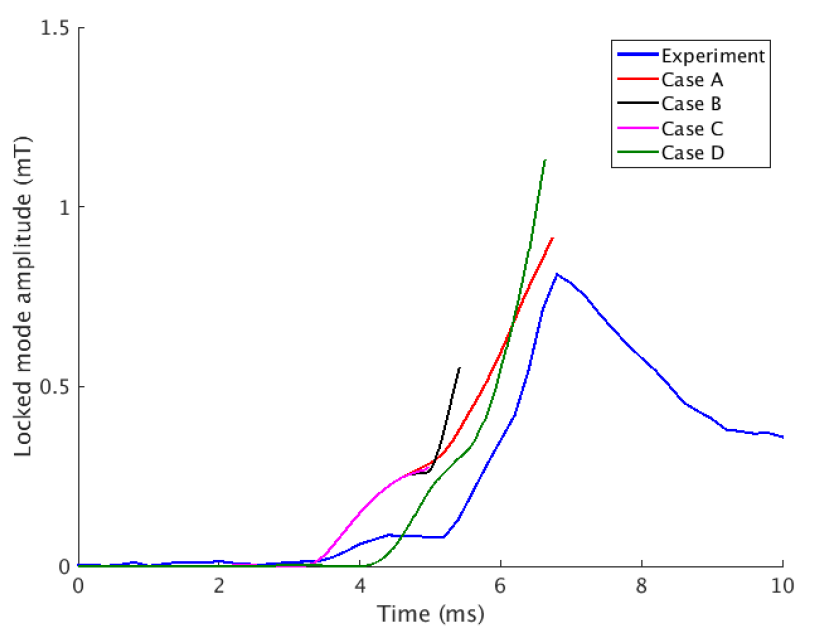 1.5
Experiment
Case A
Case B
Case C
Case D
1
0.5
0
Locked mode amplitude (mT)
0 2 4 6 8 10
Time (ms)